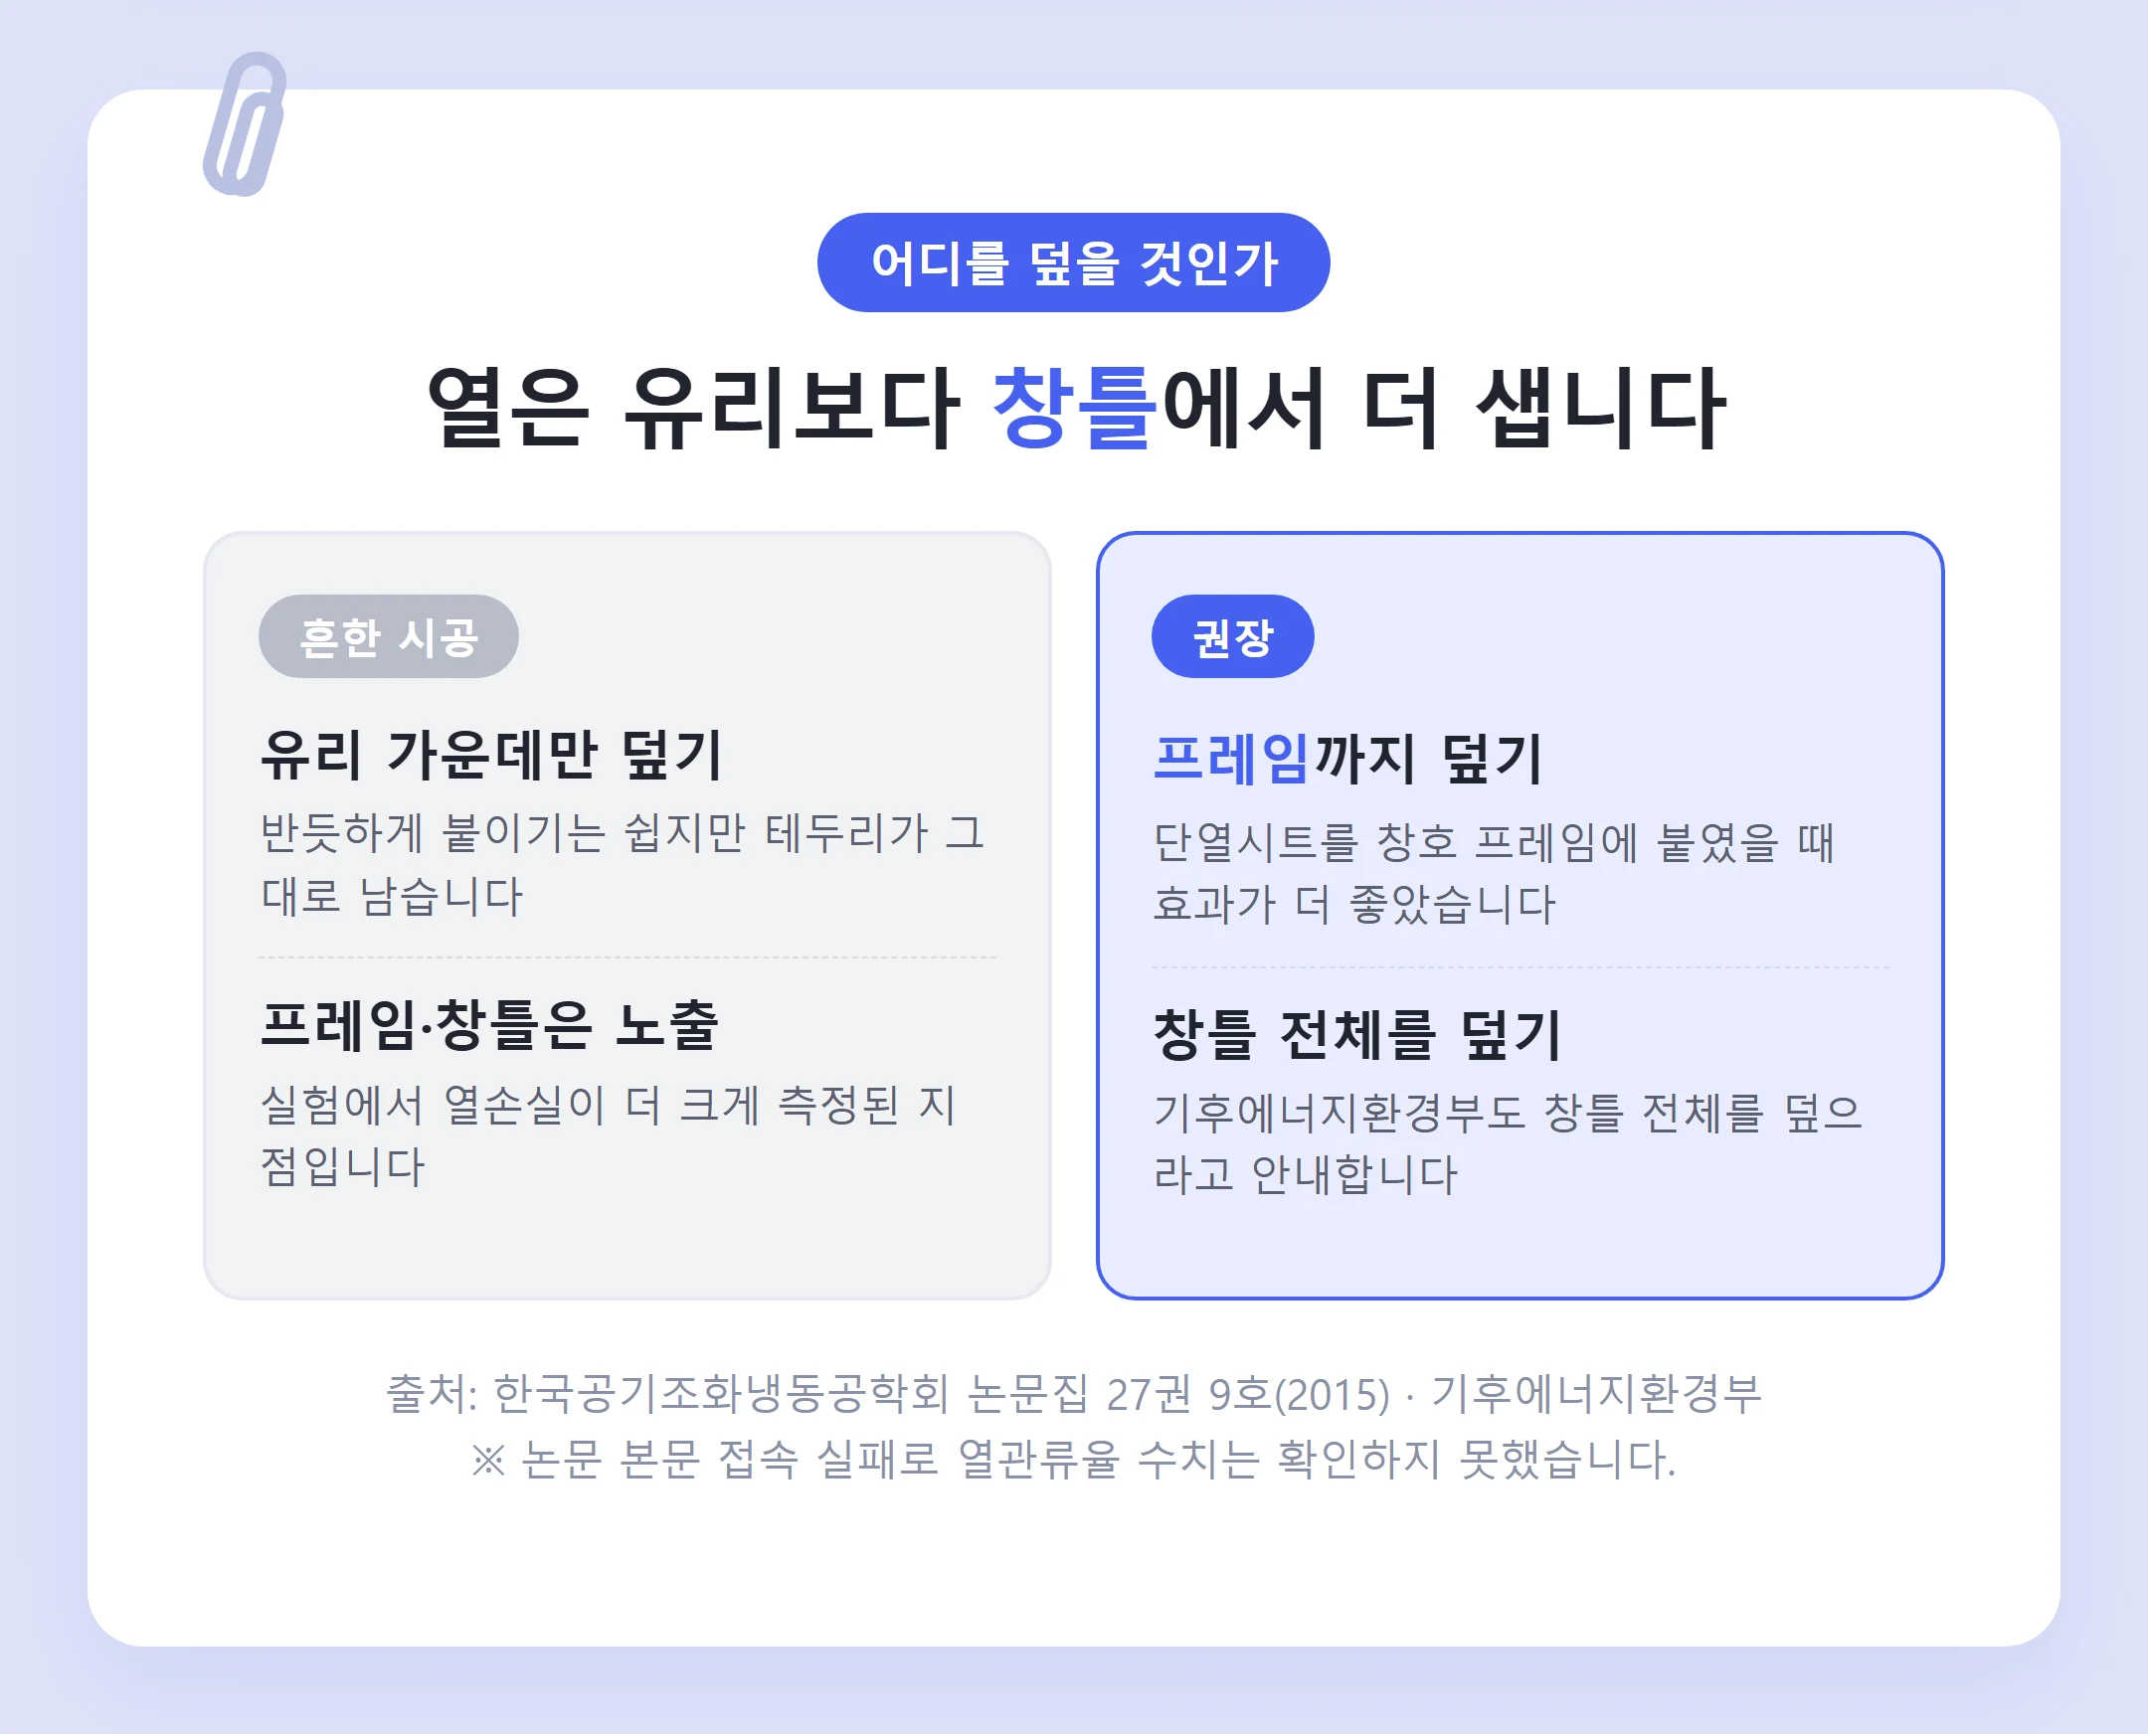 어디를 덮을 것인가
열은 유리보다 창틀에서 더 샙니다
흔한 시공
유리 가운데만 덮기
반듯하게 붙이기는 쉽지만 테두리가 그
대로 남습니다
프레임·창틀은 노출
실험에서 열손실이 더 크게 측정된 지
점입니다
권장
프레임까지 덮기
단열시트를 창호 프레임에 붙였을 때
효과가 더 좋았습니다
창틀 전체를 덮기
기후에너지환경부도 창틀 전체를 덮으
라고 안내합니다
출처: 한국공기조화냉동공학회 논문집 27권 9호(2015) · 기후에너지환경부
※ 논문 본문 접속 실패로 열관류율 수치는 확인하지 못했습니다.